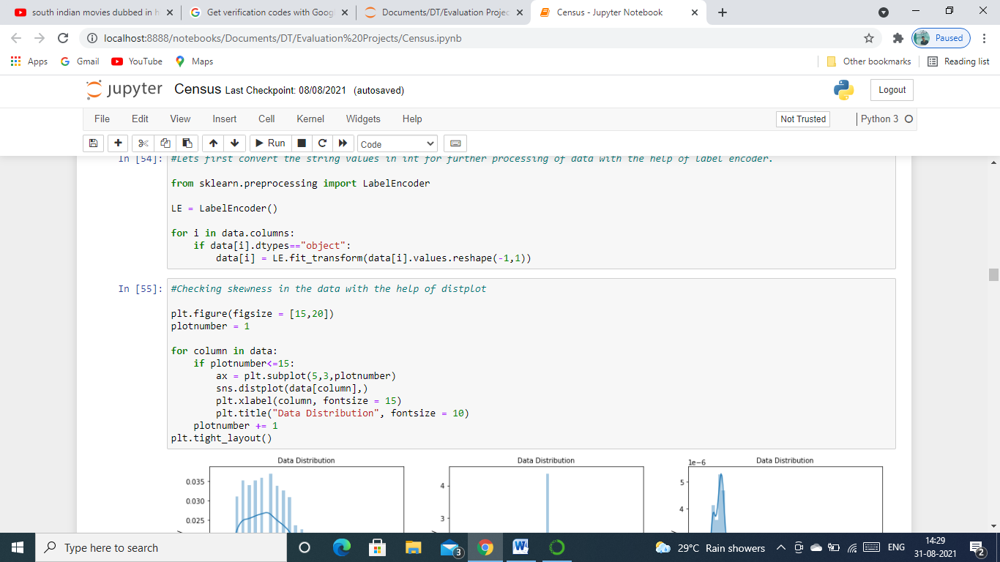 south indian movies dubbed in h
Get verification codes with Goog
Documents/DT/Evaluation Projec
Census - Jupyter Notebook
localhost:8888/notebooks/Documents/DT/Evaluation%20Projects/Census.ipynb
Paused
Apps
Gmail
YouTube
Maps
Other bookmarks
Reading list
jupyter
Census Last Checkpoint: 08/08/2021 (autosaved)
Logout
File Edit View Insert Cell Kernel Widgets Help
Not Trusted
Python 3
Run
Code
In [54]: #Lets first convert the string values in int for further processing of data with the help of label encoder.
from sklearn.preprocessing import LabelEncoder
LE = LabelEncoder()
for i in data.columns:
    if data[i].dtypes=="object":
        data[i] = LE.fit_transform(data[i].values.reshape(-1,1))
In [55]: #Checking skewness in the data with the help of distplot
plt.figure(figsize = [15,20])
plotnumber = 1
for column in data:
    if plotnumber<=15:
        ax = plt.subplot(5,3,plotnumber)
        sns.distplot(data[column],)
        plt.xlabel(column, fontsize = 15)
        plt.title("Data Distribution", fontsize = 10)
    plotnumber += 1
plt.tight_layout()
Data Distribution
0.035
0.030
0.025
Data Distribution
4
3
1e-6
Data Distribution
5
4
Type here to search
3
29°C Rain showers
ENG
14:29
31-08-2021
2